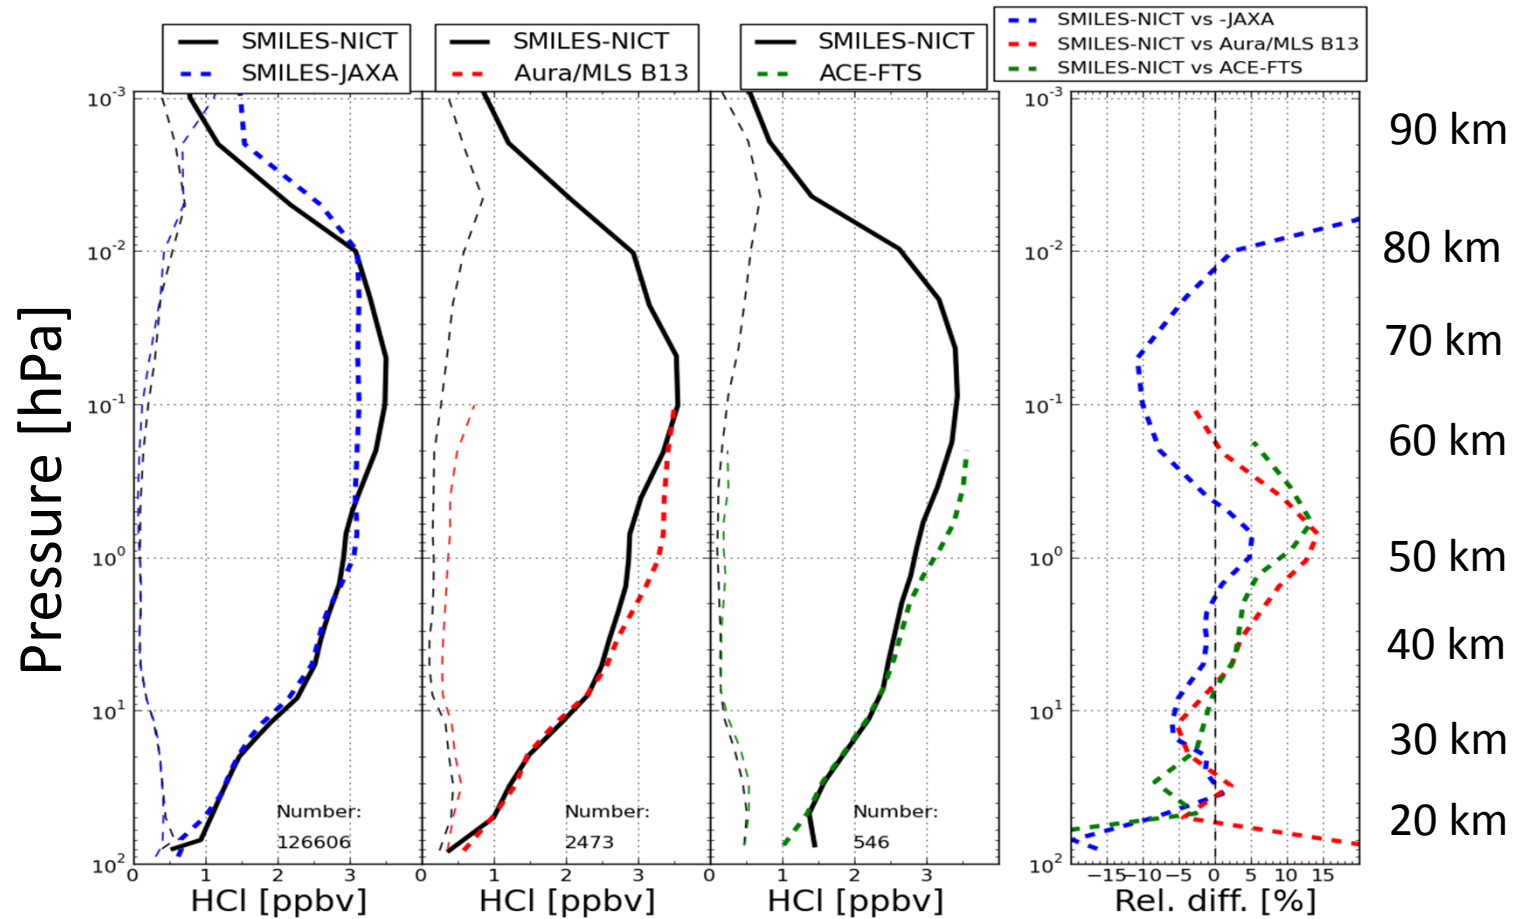 SMILES-NICT
SMILES-JAXA
SMILES-NICT
Aura/MLS B13
SMILES-NICT
ACE-FTS
SMILES-NICT vs -JAXA
SMILES-NICT vs Aura/MLS B13
SMILES-NICT vs ACE-FTS
Pressure [hPa]
10⁻³
10⁻²
10⁻¹
10⁰
10¹
10²
Number:
126606
Number:
2473
Number:
546
0 1 2 3
HCl [ppbv]
0 1 2 3
HCl [ppbv]
0 1 2 3
HCl [ppbv]
10⁻³
10⁻²
10⁻¹
10⁰
10¹
10²
−15 −10 −5 0 5 10 15
Rel. diff. [%]
90 km
80 km
70 km
60 km
50 km
40 km
30 km
20 km